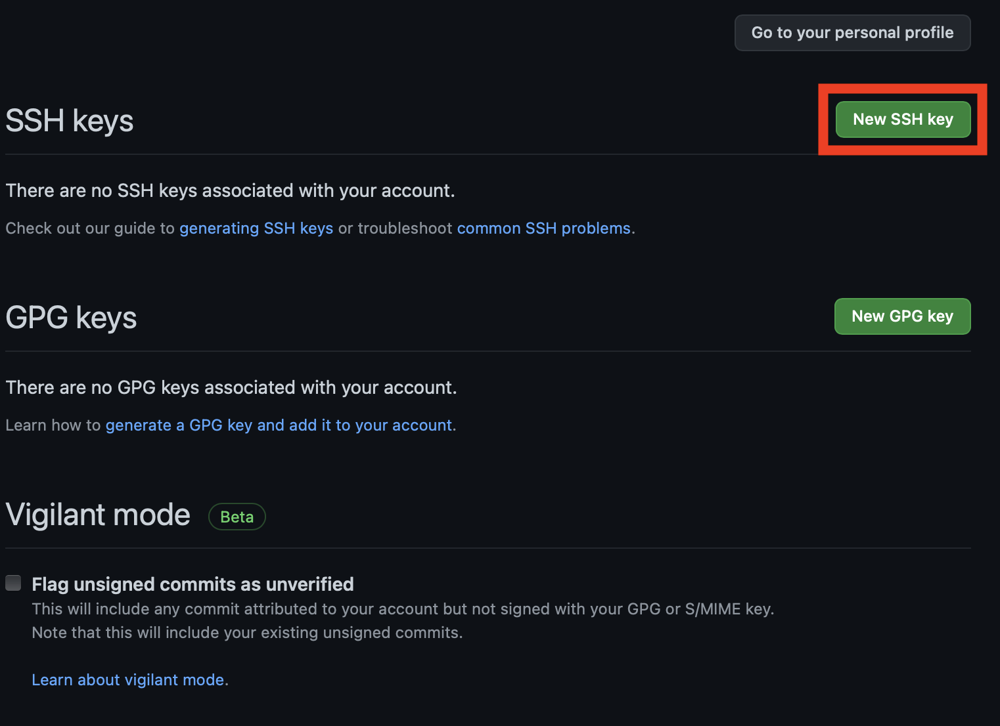 Go to your personal profile
SSH keys
New SSH key
There are no SSH keys associated with your account.
Check out our guide to generating SSH keys or troubleshoot common SSH problems.
GPG keys
New GPG key
There are no GPG keys associated with your account.
Learn how to generate a GPG key and add it to your account.
Vigilant mode
Beta
Flag unsigned commits as unverified
This will include any commit attributed to your account but not signed with your GPG or S/MIME key.
Note that this will include your existing unsigned commits.
Learn about vigilant mode.